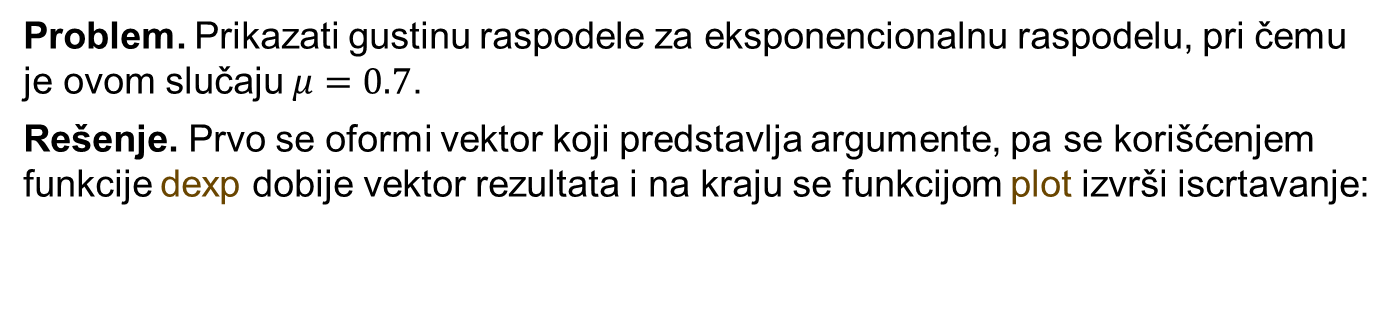 Problem. Prikazati gustinu raspodele za eksponencionalnu raspodelu, pri čemu
je ovom slučaju μ = 0.7.
Rešenje. Prvo se oformi vektor koji predstavlja argumente, pa se korišćenjem
funkcije dexp dobije vektor rezultata i na kraju se funkcijom plot izvrši iscrtavanje: